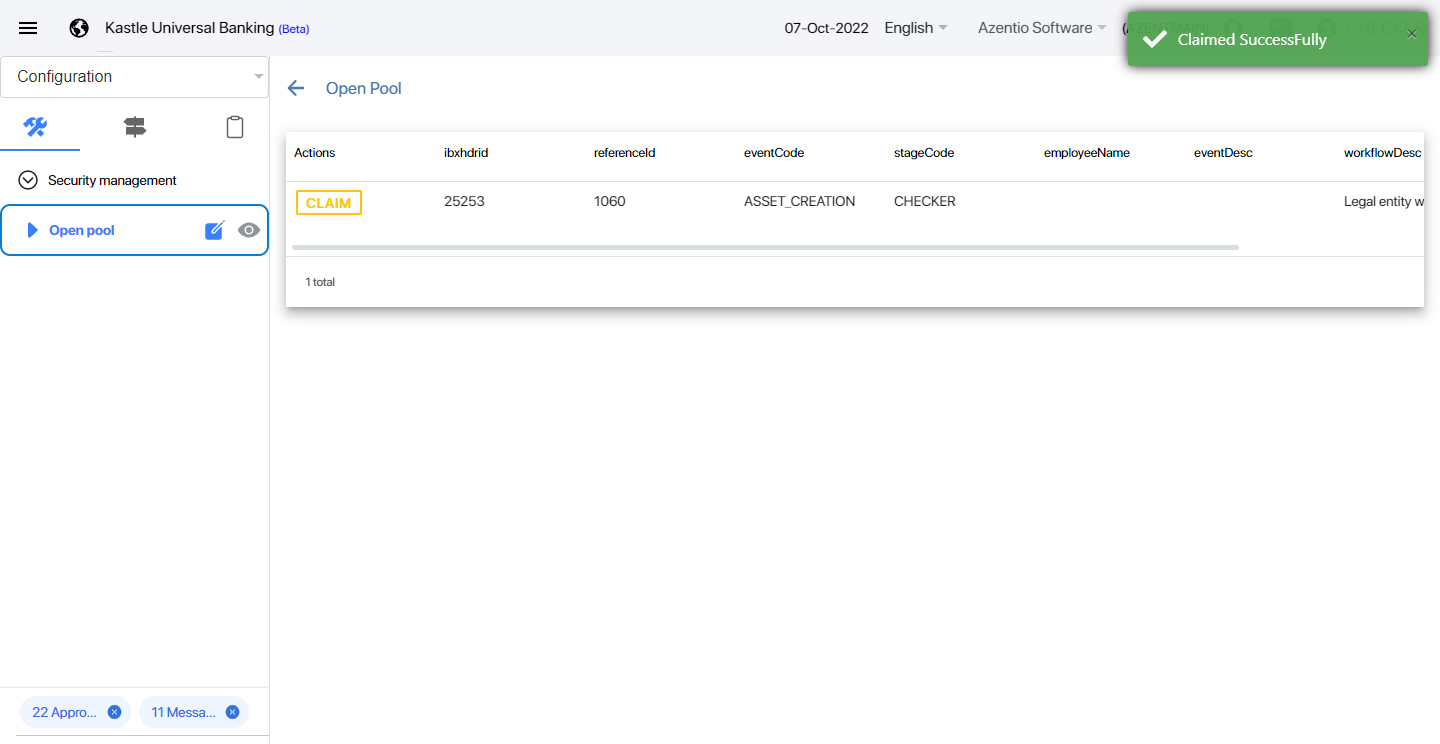 Kastle Universal Banking (Beta)
07-Oct-2022
English
Azentio Software
Claimed SuccessFully
Configuration
Open Pool
Security management
Open pool
Actions ibxhdrid referenceId eventCode stageCode employeeName eventDesc workflowDesc
CLAIM 25253 1060 ASSET_CREATION CHECKER Legal entity w
1 total
22 Appro...
11 Messa...